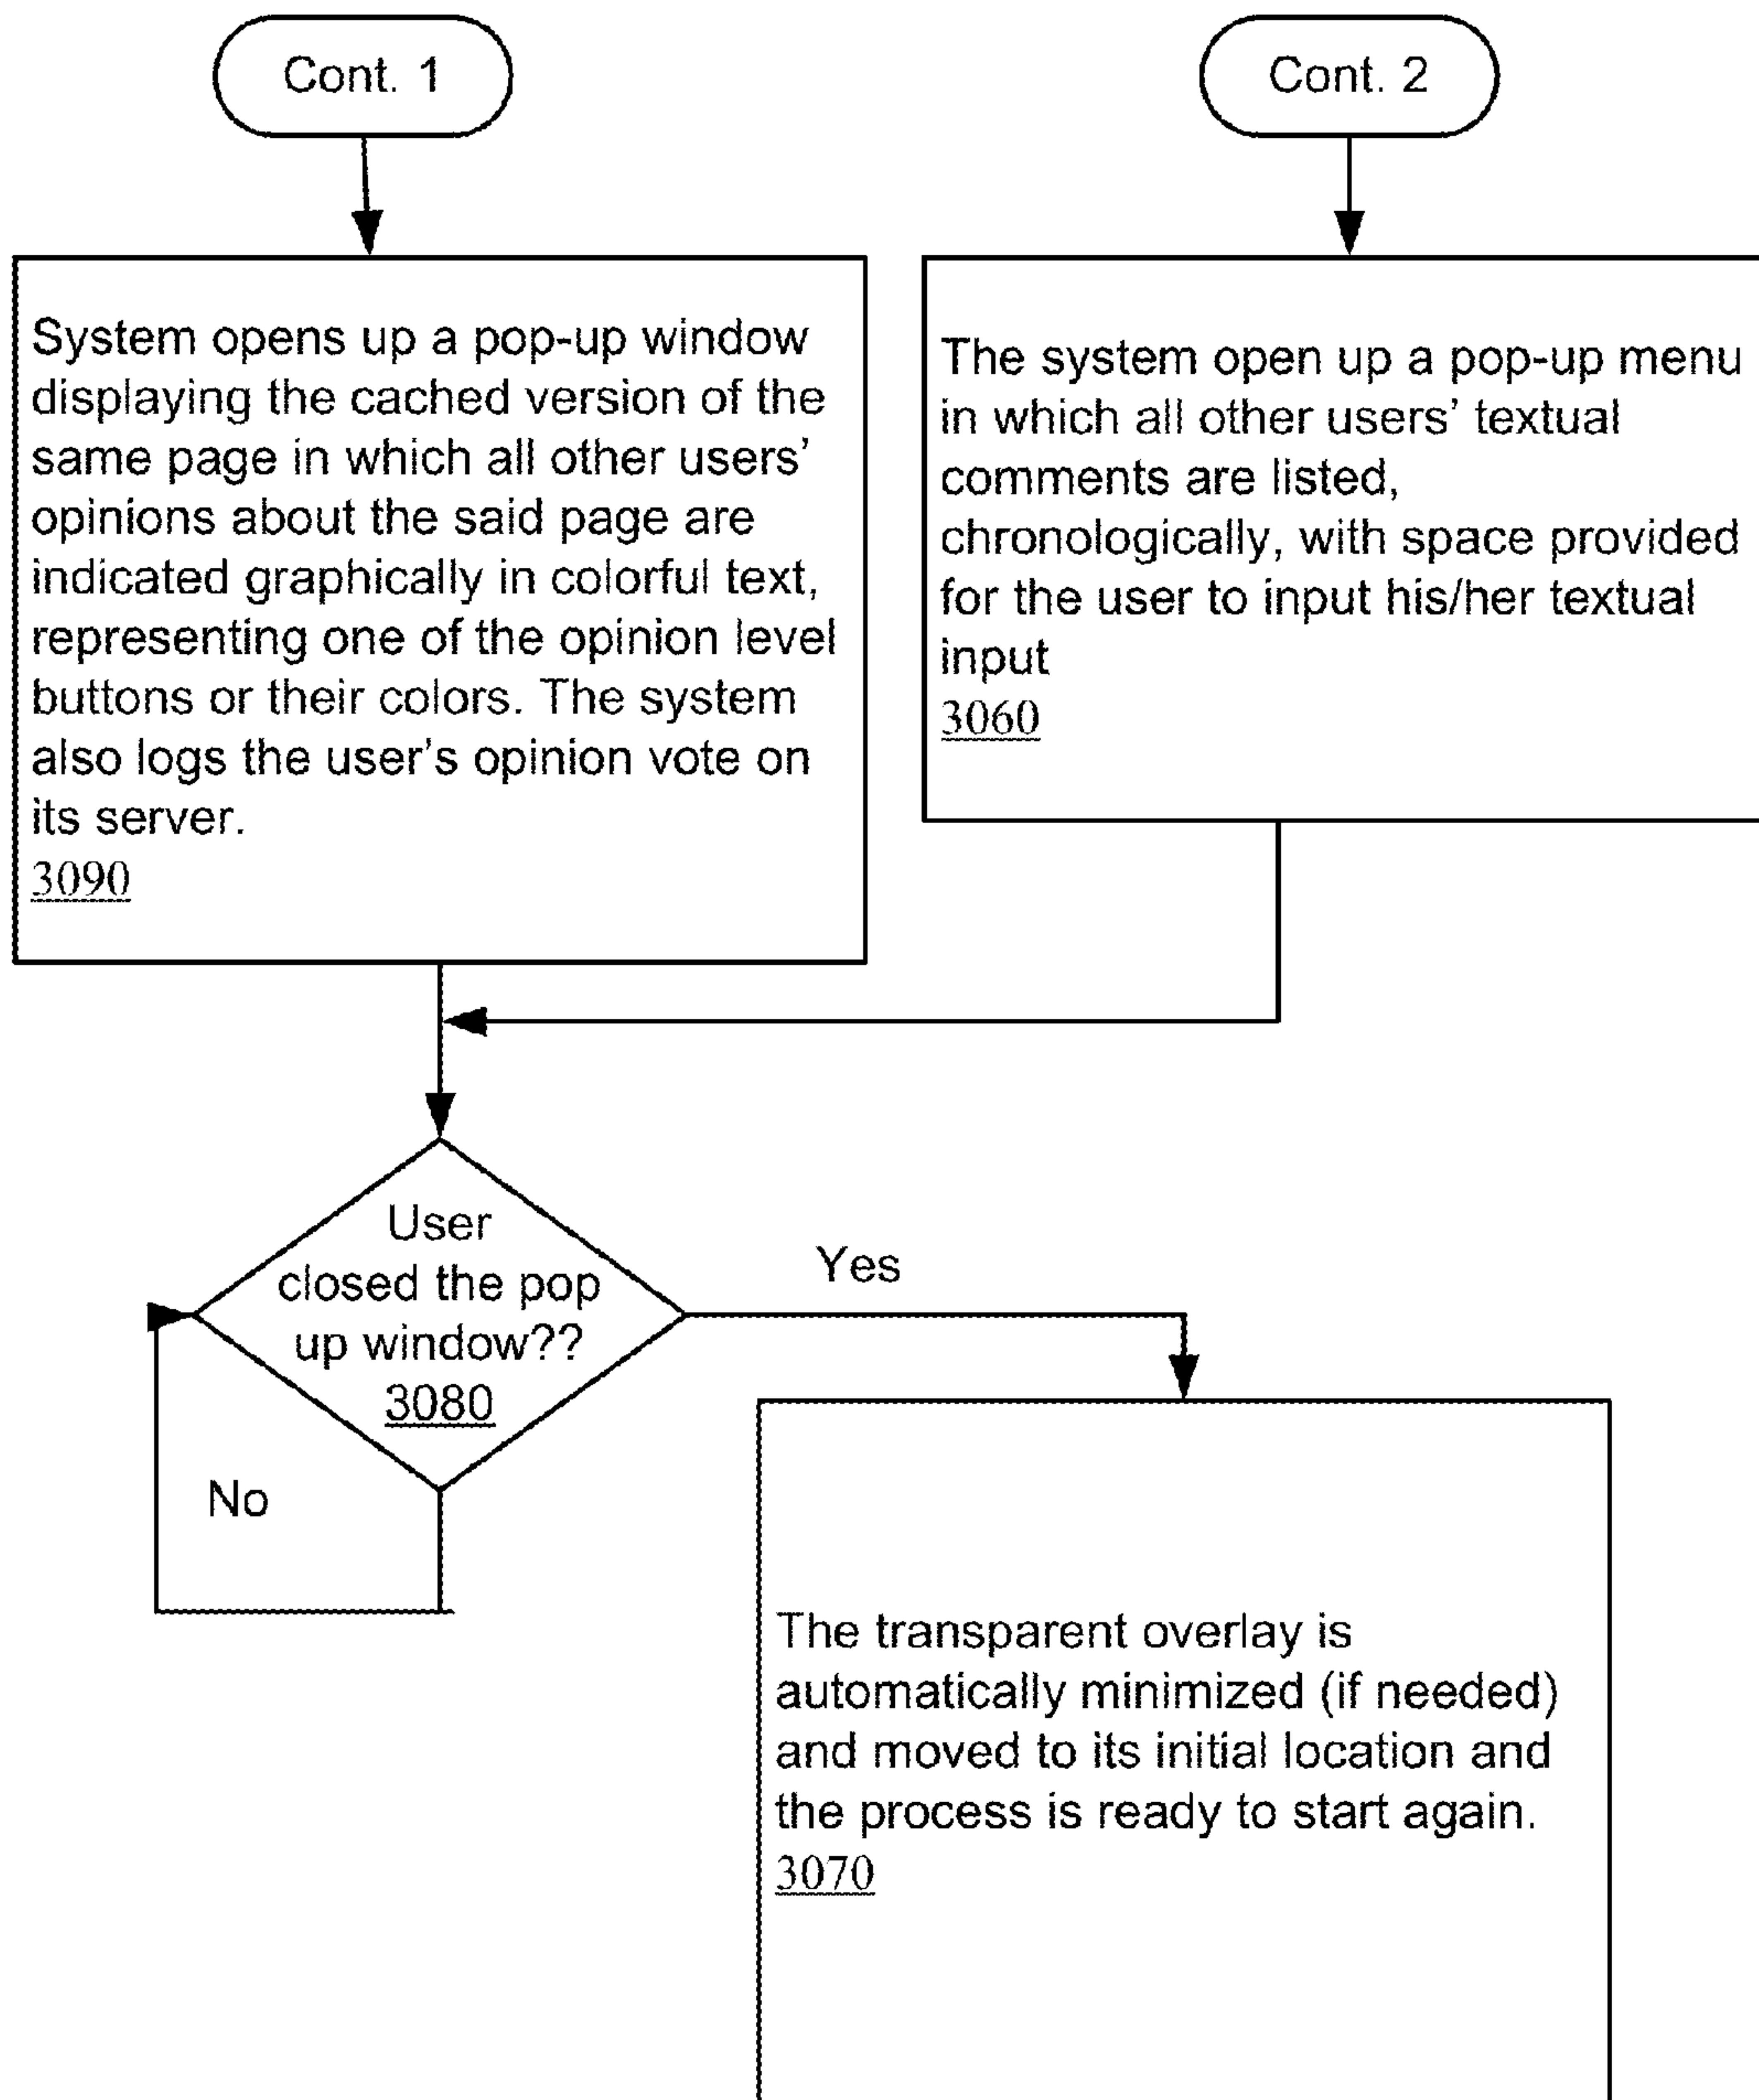 Cont. 1
Cont. 2
System opens up a pop-up window
displaying the cached version of the
same page in which all other users’
opinions about the said page are
indicated graphically in colorful text,
representing one of the opinion level
buttons or their colors. The system
also logs the user’s opinion vote on
its server.
3090
The system open up a pop-up menu
in which all other users’ textual
comments are listed,
chronologically, with space provided
for the user to input his/her textual
input
3060
User
closed the pop
up window??
3080
Yes
No
The transparent overlay is
automatically minimized (if needed)
and moved to its initial location and
the process is ready to start again.
3070